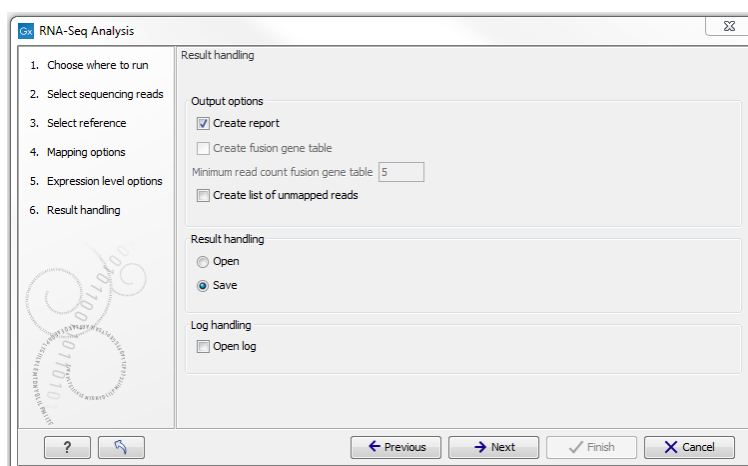 Gx RNA-Seq Analysis
1. Choose where to run
2. Select sequencing reads
3. Select reference
4. Mapping options
5. Expression level options
6. Result handling
Result handling
Output options
Create report
Create fusion gene table
Minimum read count fusion gene table 5
Create list of unmapped reads
Result handling
Open
Save
Log handling
Open log
? Previous Next Finish Cancel